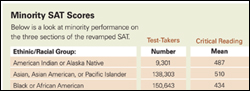 Minority SAT Scores
Below is a look at minority performance on
the three sections of the revamped SAT.
Test-Takers Critical Reading
Ethinic/Racial Group: Number Mean
American Indian or Alaska Native 9,301 487
Asian, Asian American, or Pacific Islander 138,303 510
Black or African American 150,643 434